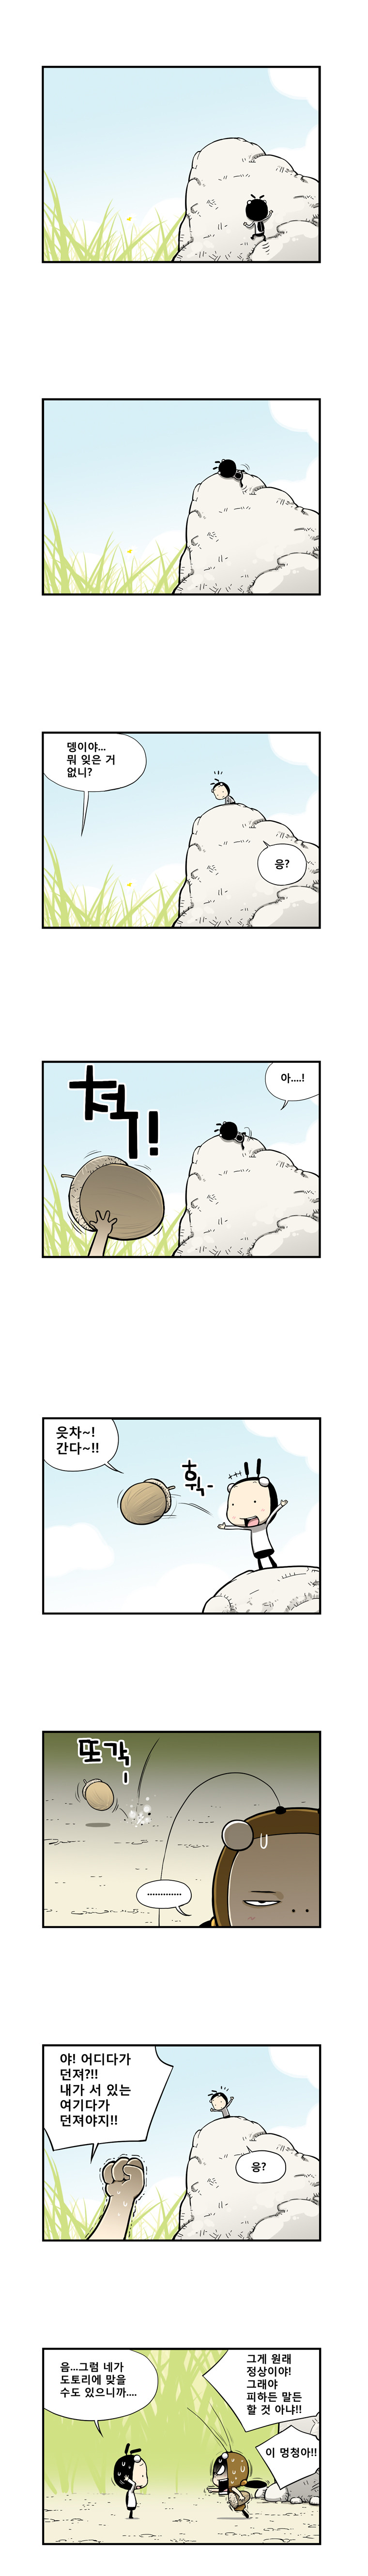 뎅이야...
뭐 잊은 거
없니?
응?
척!
아....!
읏차~!
간다~!!
휙-
또각!
.............
야! 어디다가
던져?!!
내가 서 있는
여기다가
던져야지!!
응?
음...그럼 네가
도토리에 맞을
수도 있으니까....
그게 원래
정상이야!
그래야
피하든 말든
할 것 아냐!!
이 멍청아!!